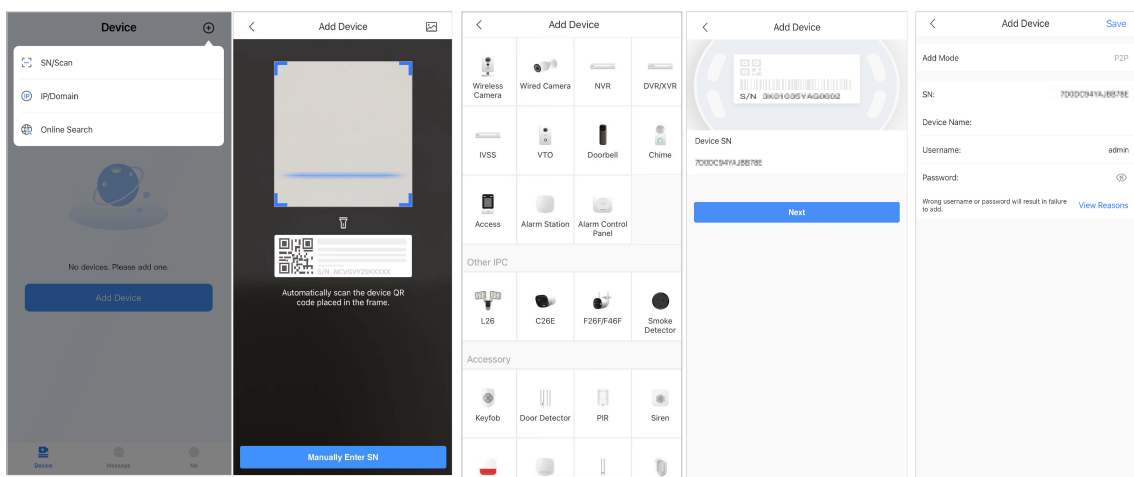 Device
SN/Scan
IP
IP/Domain
Online Search
No devices. Please add one.
Add Device
Device
Message
Me
Add Device
S/N NCVGVYZ9XXXXX
Automatically scan the device QR
code placed in the frame.
Manually Enter SN
Add Device
Wireless
Camera
Wired Camera
NVR
DVR/XVR
IVSS
VTO
Doorbell
Chime
Access
Alarm Station
Alarm Control
Panel
Other IPC
L26
C26E
F26F/F46F
Smoke
Detector
Accessory
Keyfob
Door Detector
PIR
Siren
Add Device
S/N
Device SN
Next
Add Device
Save
Add Mode
P2P
SN:
Device Name:
Username:
admin
Password:
Wrong username or password will result in failure
to add.
View Reasons